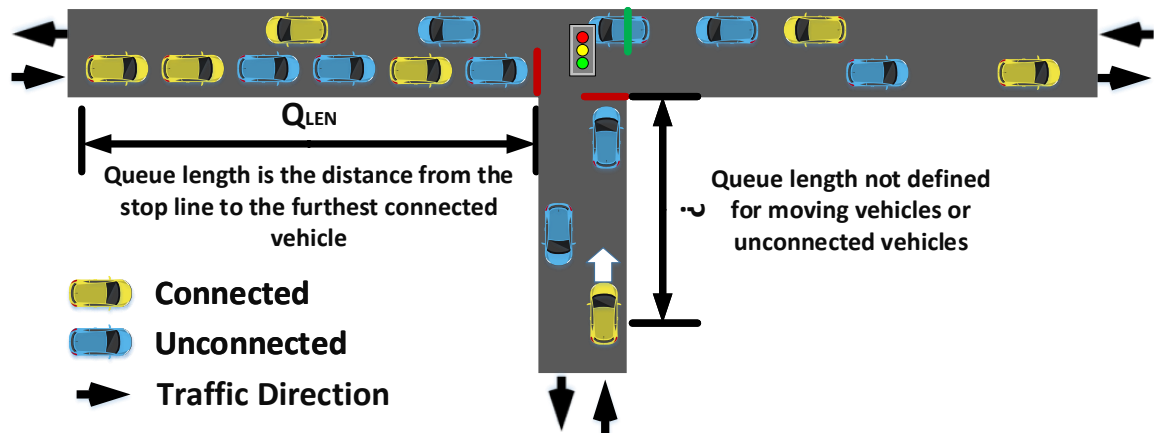 QLEN
Queue length is the distance from the
stop line to the furthest connected
vehicle
¿
Queue length not defined
for moving vehicles or
unconnected vehicles
Connected
Unconnected
Traffic Direction